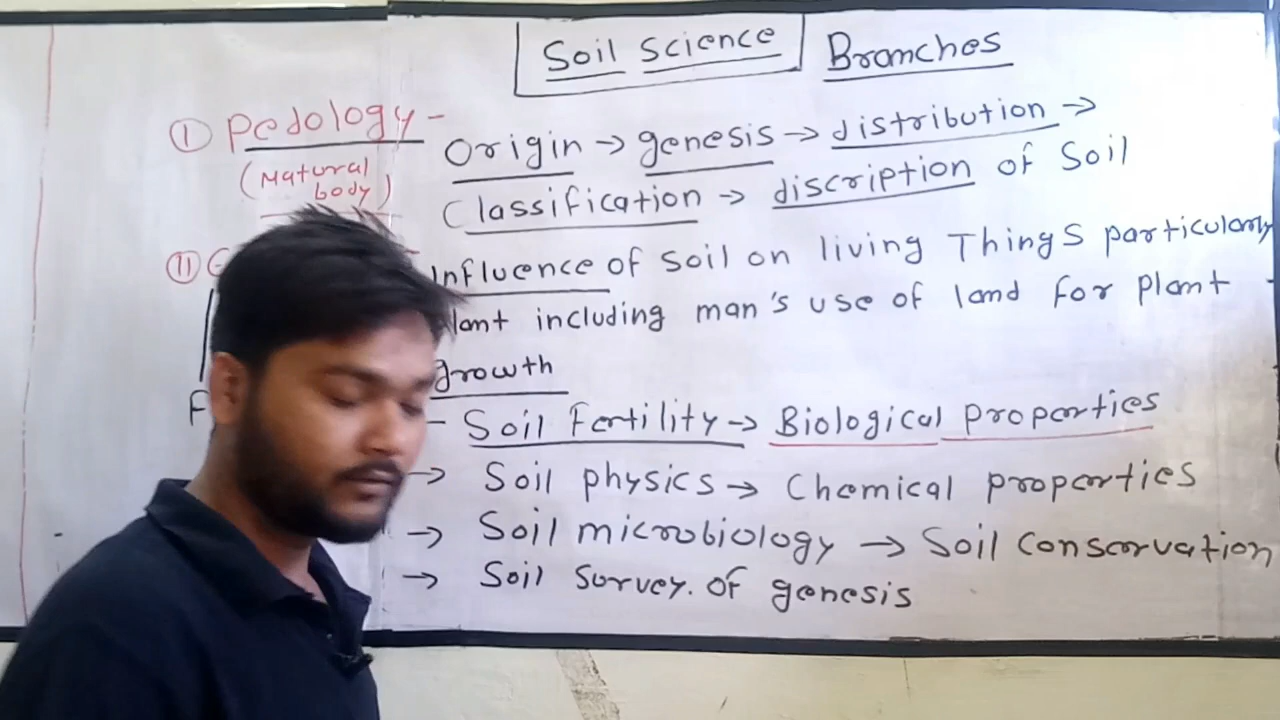 Soil Science Branches
① Pedology -
(Natural
body)
Origin → genesis → distribution →
Classification → discription of Soil
②
Influence of Soil on living Things particularly
including man's use of land for Plant
growth
- Soil Fertility → Biological properties
→ Soil physics → Chemical properties
→ Soil microbiology → Soil conservation
→ Soil Survey. Of genesis